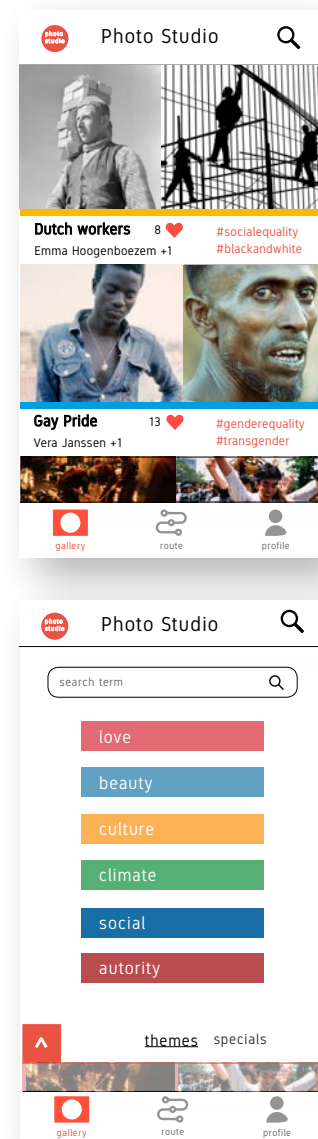 photo
studio
Photo Studio
Dutch workers 8
Emma Hoogenboezem +1
#socialequality
#blackandwhite
Gay Pride 13
Vera Janssen +1
#genderequality
#transgender
gallery route profile
photo
studio
Photo Studio
search term
love
beauty
culture
climate
social
autority
themes specials
gallery route profile